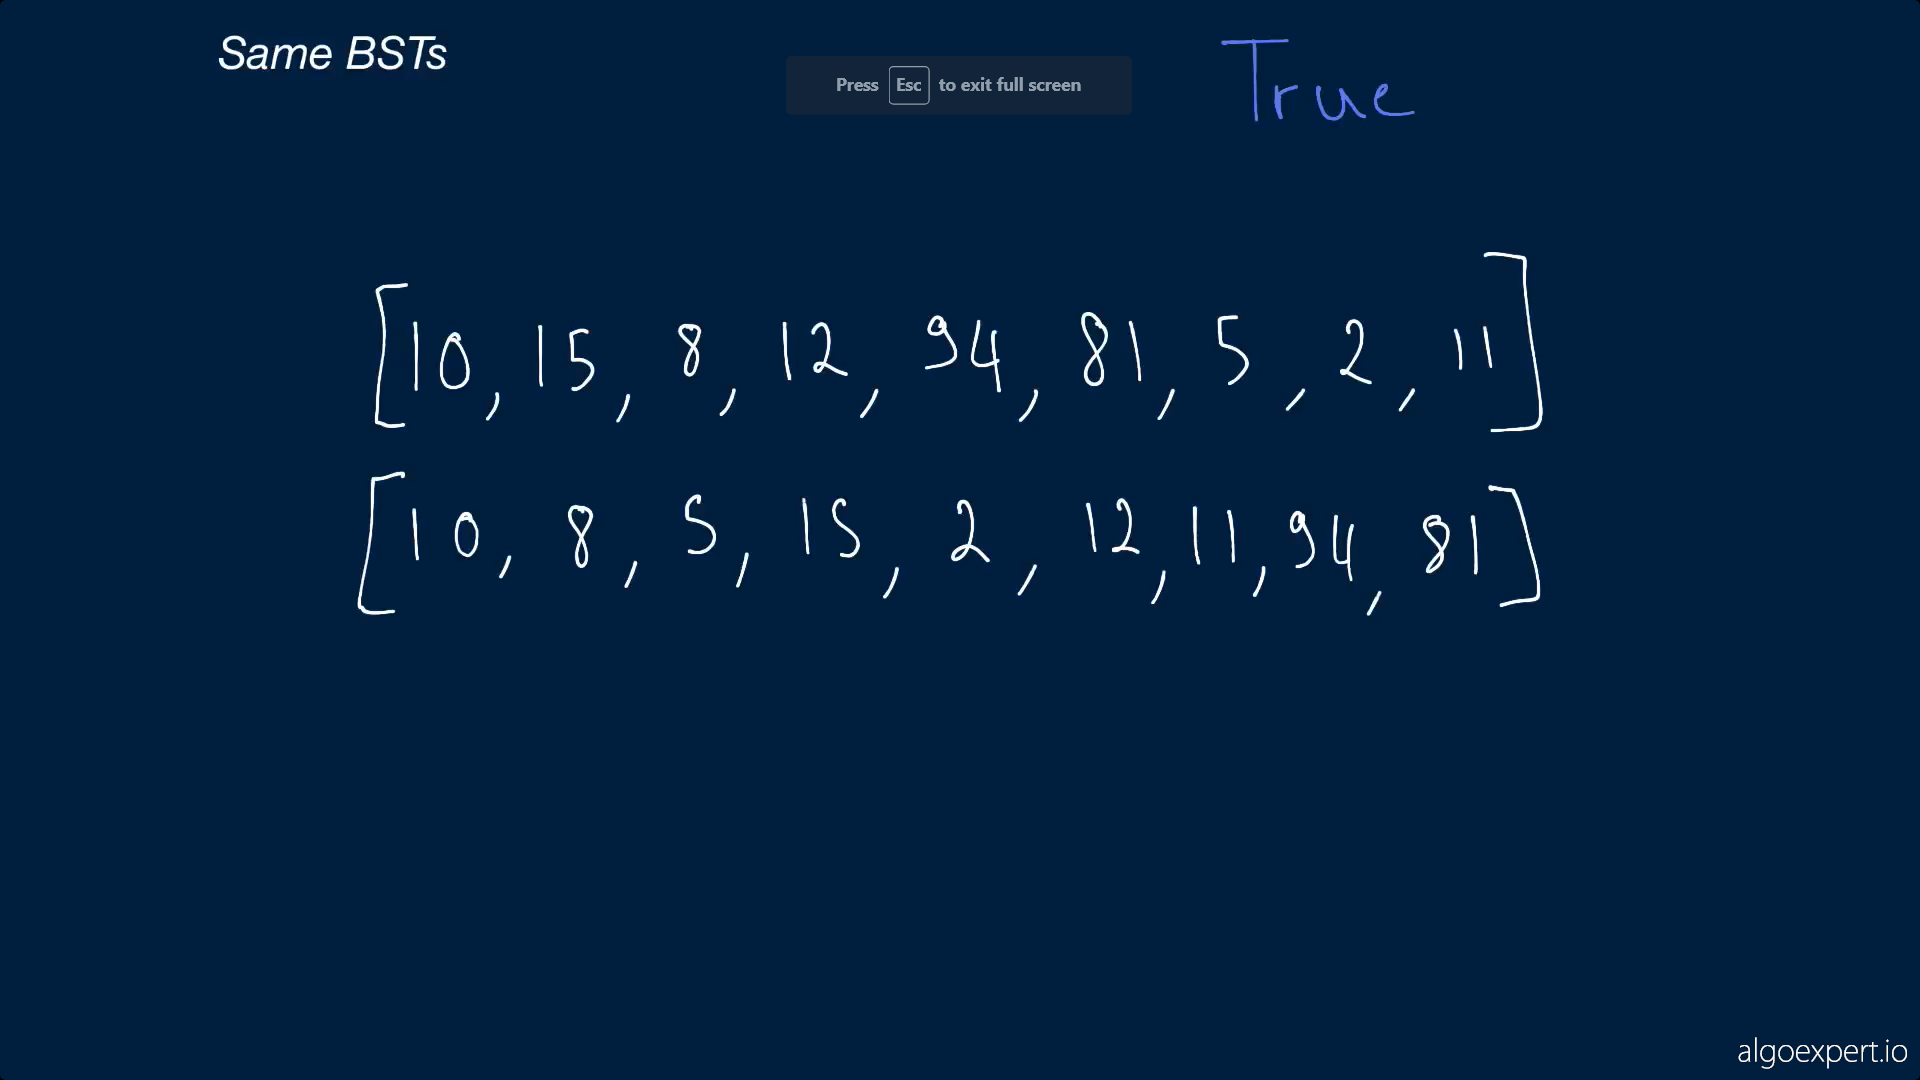 Same BSTs
Press Esc to exit full screen
True
[10, 15, 8, 12, 94, 81, 5, 2, 11]
[10, 8, 5, 15, 2, 12, 11, 94, 81]
algoexpert.io